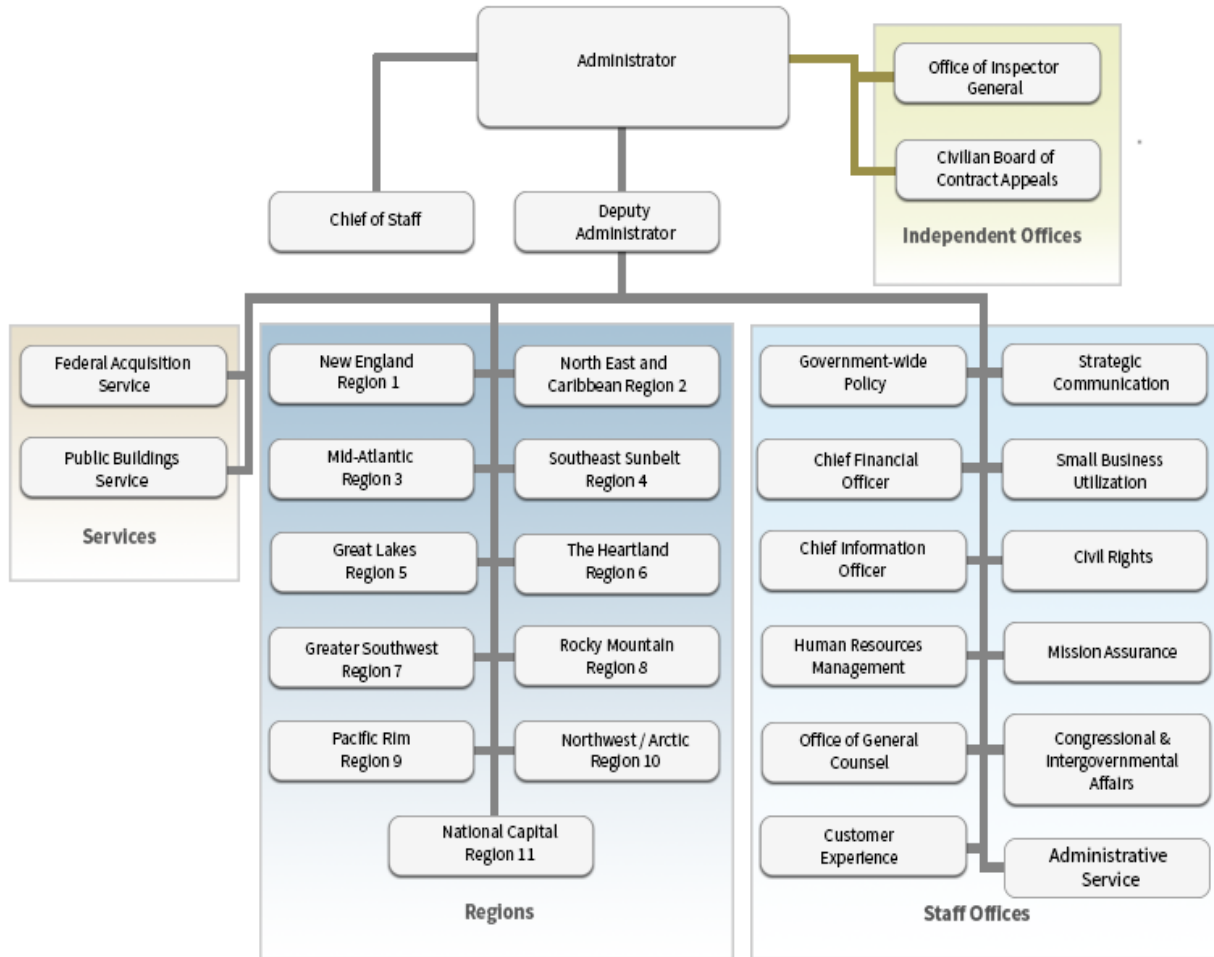 Administrator
Office of Inspector
General
Civilian Board of
Contract Appeals
Independent Offices
Chief of Staff
Deputy
Administrator
Federal Acquisition
Service
Public Buildings
Service
Services
New England
Region 1
North East and
Caribbean Region 2
Mid-Atlantic
Region 3
Southeast Sunbelt
Region 4
Great Lakes
Region 5
The Heartland
Region 6
Greater Southwest
Region 7
Rocky Mountain
Region 8
Pacific Rim
Region 9
Northwest / Arctic
Region 10
National Capital
Region 11
Regions
Government-wide
Policy
Strategic
Communication
Chief Financial
Officer
Small Business
Utilization
Chief Information
Officer
Civil Rights
Human Resources
Management
Mission Assurance
Office of General
Counsel
Congressional &
Intergovernmental
Affairs
Customer
Experience
Administrative
Service
Staff Offices